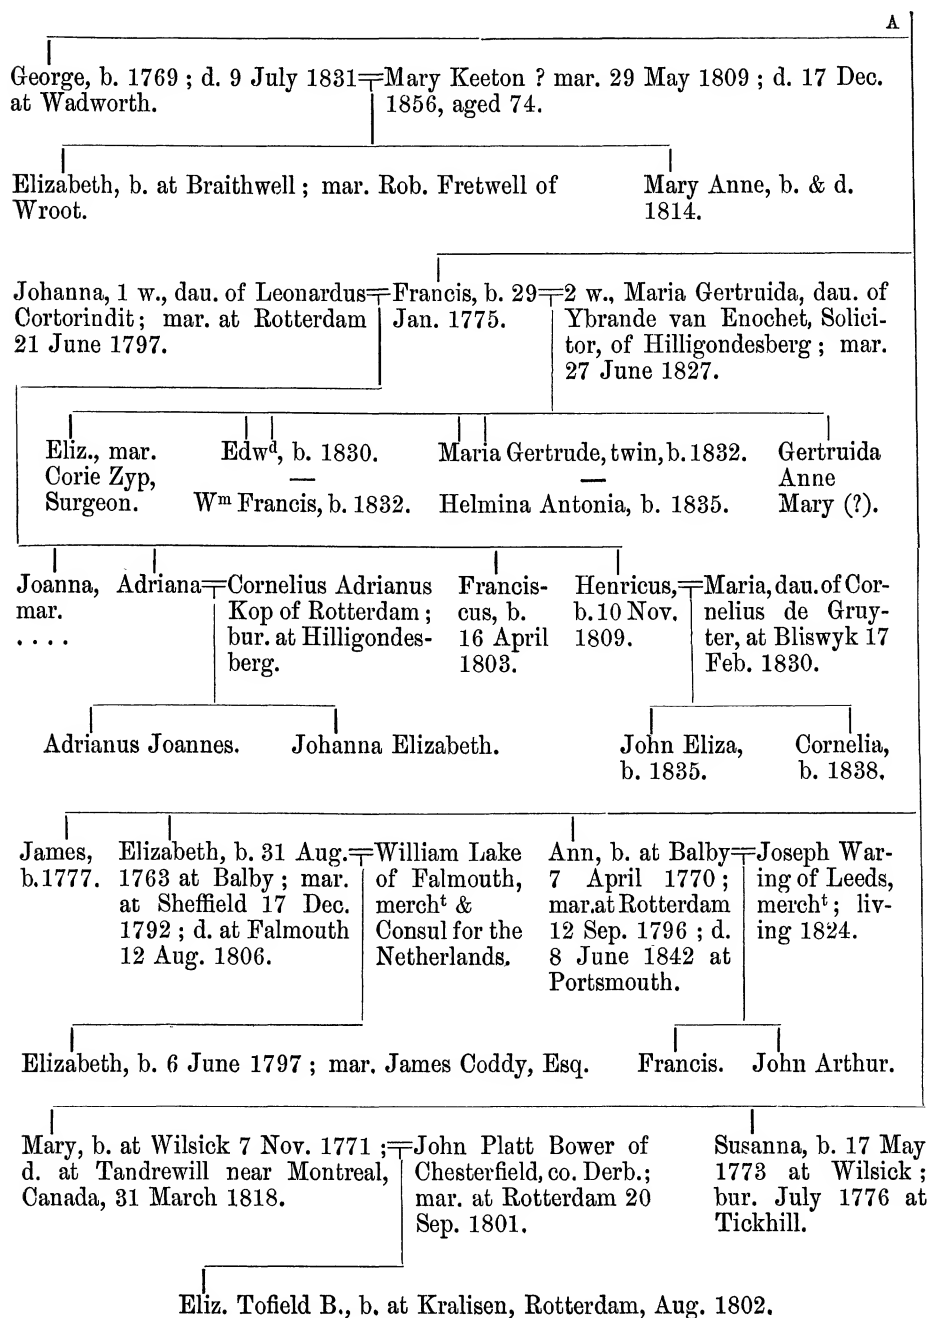 A
George, b. 1769 ; d. 9 July 1831=Mary Keeton ? mar. 29 May 1809 ; d. 17 Dec.
at Wadworth. 1856, aged 74.
Elizabeth, b. at Braithwell ; mar. Rob. Fretwell of
Wroot.
Mary Anne, b. & d.
1814.
Johanna, 1 w., dau. of Leonardus=Francis, b. 29=2 w., Maria Gertruida, dau. of
Cortorindit; mar. at Rotterdam Jan. 1775. Ybrande van Enochet, Solici-
21 June 1797. tor, of Hilligondesberg ; mar.
27 June 1827.
Eliz., mar.
Corie Zyp,
Surgeon.
Edwd, b. 1830.
—
Wm Francis, b. 1832.
Maria Gertrude, twin, b. 1832.
—
Helmina Antonia, b. 1835.
Gertruida
Anne
Mary (?).
Joanna,
mar.
. . . .
Adriana=Cornelius Adrianus
Kop of Rotterdam ;
bur. at Hilligondes-
berg.
Francis-
cus, b.
16 April
1803.
Henricus,=Maria, dau. of Cor-
b. 10 Nov. nelius de Gruy-
1809. ter, at Bliswyk 17
Feb. 1830.
Adrianus Joannes.
Johanna Elizabeth.
John Eliza,
b. 1835.
Cornelia,
b. 1838.
James,
b. 1777.
Elizabeth, b. 31 Aug.=William Lake
1763 at Balby ; mar. of Falmouth,
at Sheffield 17 Dec. mercht &
1792 ; d. at Falmouth Consul for the
12 Aug. 1806. Netherlands.
Ann, b. at Balby=Joseph War-
7 April 1770 ; ing of Leeds,
mar. at Rotterdam mercht ; liv-
12 Sep. 1796 ; d. ing 1824.
8 June 1842 at
Portsmouth.
Elizabeth, b. 6 June 1797 ; mar. James Coddy, Esq.
Francis.
John Arthur.
Mary, b. at Wilsick 7 Nov. 1771 ;=John Platt Bower of
d. at Tandrewill near Montreal, Chesterfield, co. Derb.;
Canada, 31 March 1818. mar. at Rotterdam 20
Sep. 1801.
Susanna, b. 17 May
1773 at Wilsick ;
bur. July 1776 at
Tickhill.
Eliz. Tofield B., b. at Kralisen, Rotterdam, Aug. 1802.